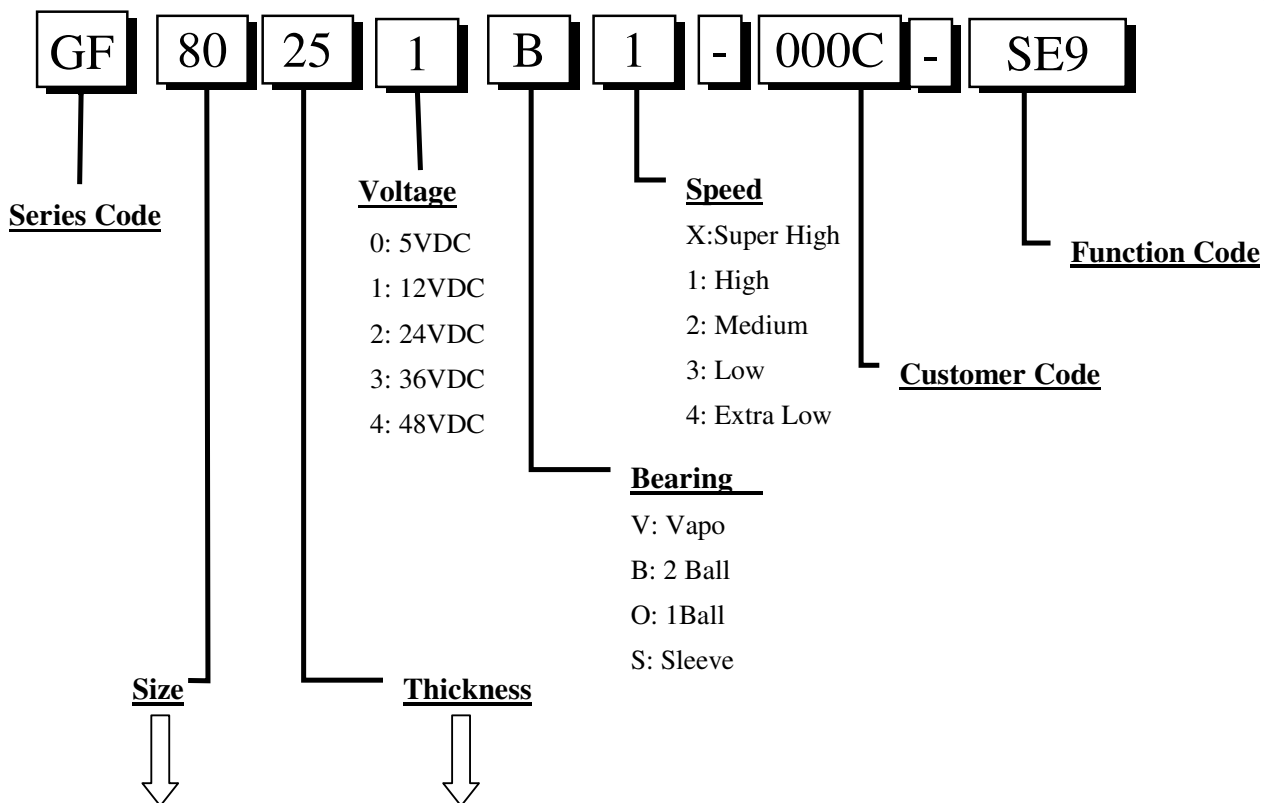 GF 80 25 1 B 1 - 000C - SE9
Series Code
Voltage
0: 5VDC
1: 12VDC
2: 24VDC
3: 36VDC
4: 48VDC
Speed
X:Super High
1: High
2: Medium
3: Low
4: Extra Low
Function Code
Customer Code
Bearing
V: Vapo
B: 2 Ball
O: 1Ball
S: Sleeve
Size
Thickness